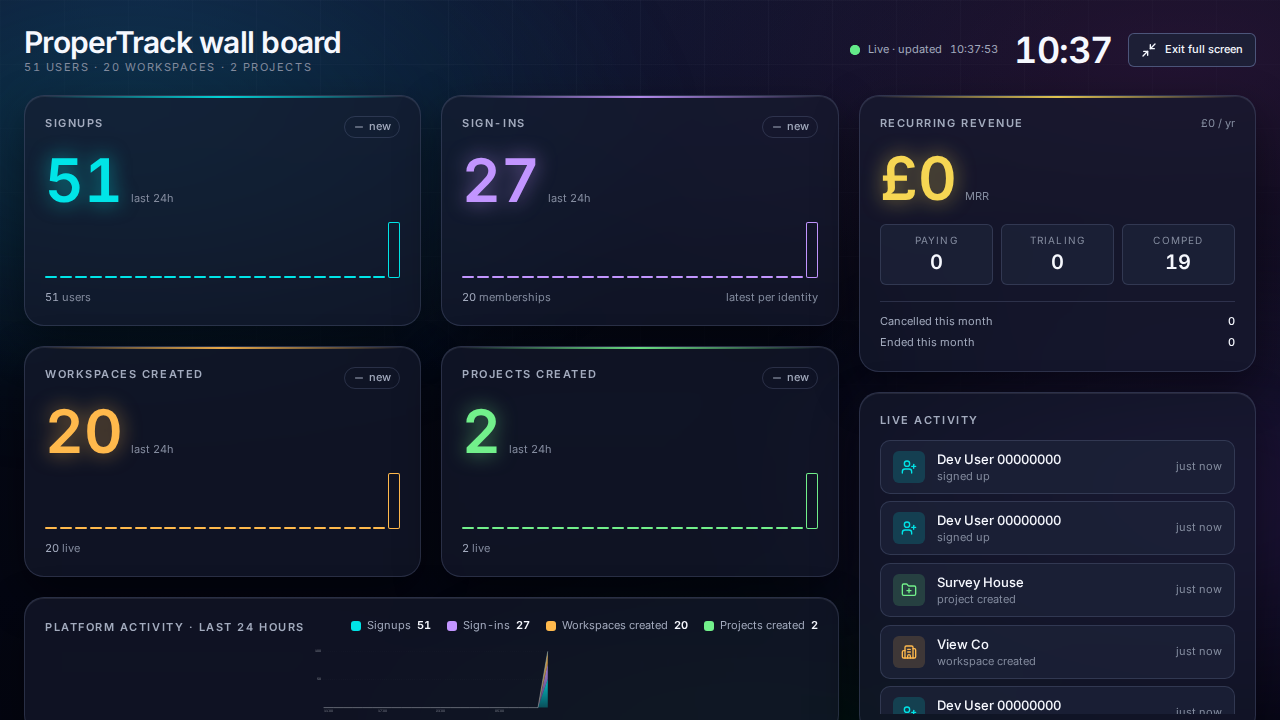 ProperTrack wall board
51 USERS · 20 WORKSPACES · 2 PROJECTS
Live · updated 10:37:53
10:37
Exit full screen
SIGNUPS
— new
51 last 24h
51 users
SIGN-INS
— new
27 last 24h
20 memberships
latest per identity
RECURRING REVENUE
£0 / yr
£0 MRR
PAYING
0
TRIALING
0
COMPED
19
Cancelled this month 0
Ended this month 0
WORKSPACES CREATED
— new
20 last 24h
20 live
PROJECTS CREATED
— new
2 last 24h
2 live
LIVE ACTIVITY
Dev User 00000000
signed up
just now
Dev User 00000000
signed up
just now
Survey House
project created
just now
View Co
workspace created
just now
Dev User 00000000
just now
PLATFORM ACTIVITY · LAST 24 HOURS
Signups 51
Sign-ins 27
Workspaces created 20
Projects created 2